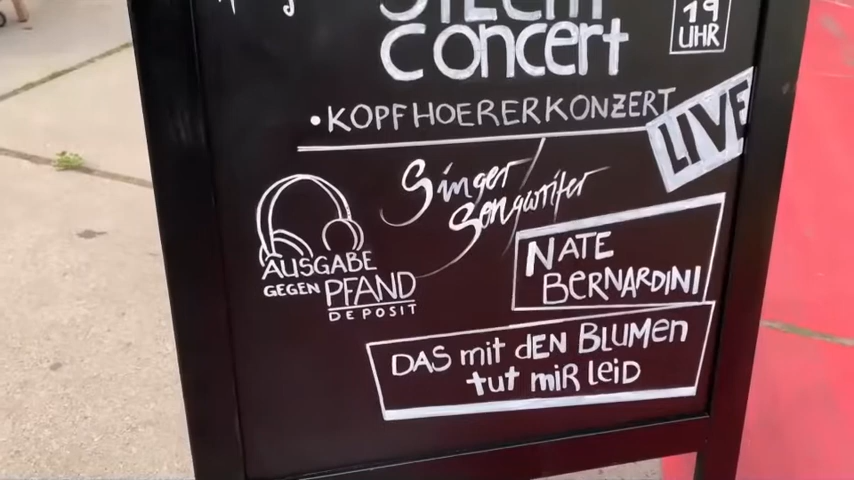 19
UHR
concert
•KOPFHOERERKONZERT
LIVE
Singer
Songwriter
AUSGABE
GEGEN PFAND
DEPOSIT
NATE
BERNARDINI
DAS mit dEN BLUMEN
tut miR LeiD